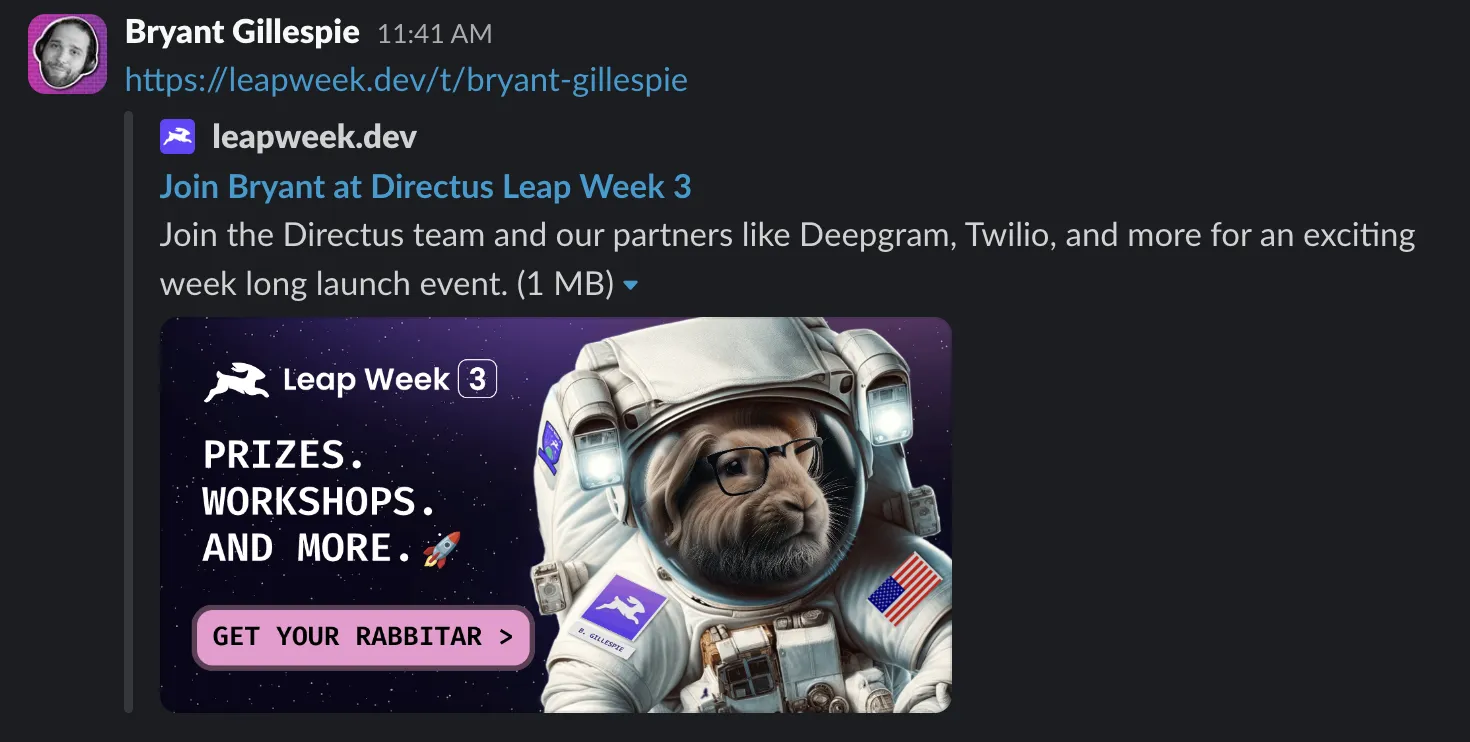 Bryant Gillespie 11:41 AM
https://leapweek.dev/t/bryant-gillespie
leapweek.dev
Join Bryant at Directus Leap Week 3
Join the Directus team and our partners like Deepgram, Twilio, and more for an exciting
week long launch event. (1 MB)
Leap Week 3
PRIZES.
WORKSHOPS.
AND MORE.🚀
GET YOUR RABBITAR >
B. GILLESPIE